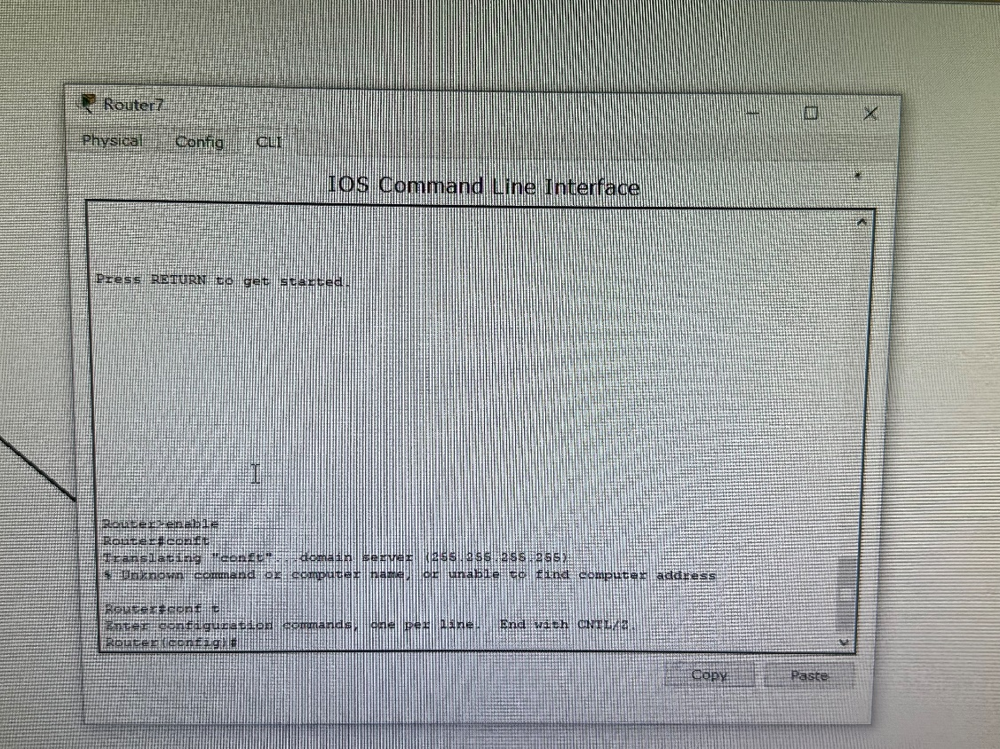 Router7
Physical Config CLI
IOS Command Line Interface
Press RETURN to get started.
Router>enable
Router#conft
Translating "conft"...domain server (255.255.255.255)
% Unknown command or computer name, or unable to find computer address
Router#conf t
Enter configuration commands, one per line.  End with CNTL/Z.
Router(config)#
Copy Paste